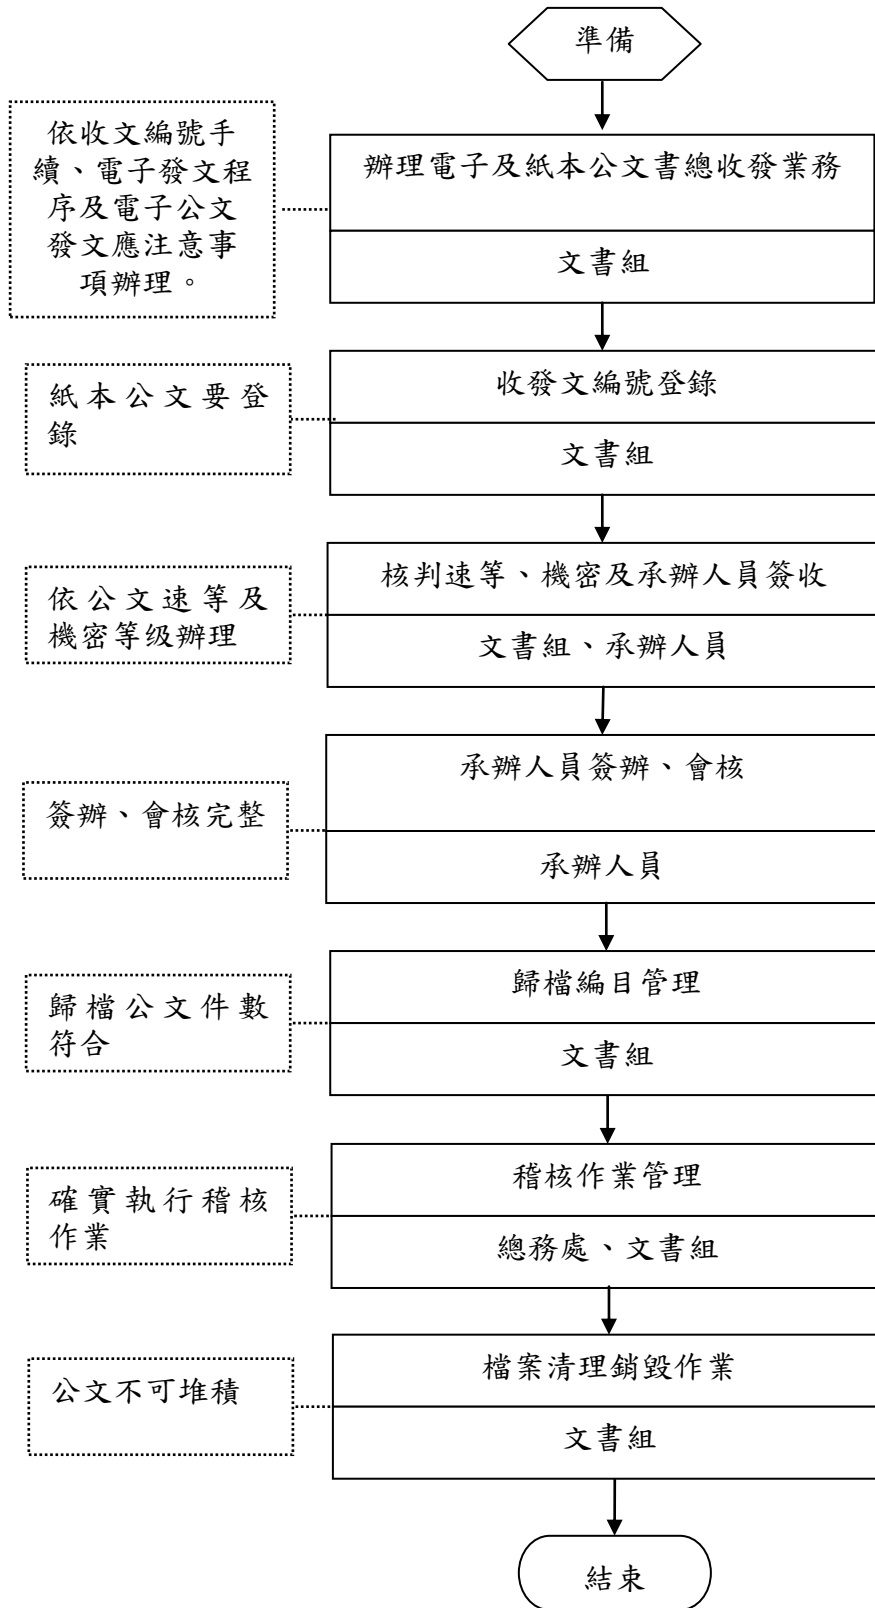 準備
依收文編號手
續、電子發文程
序及電子公文
發文應注意事
項辦理。
辦理電子及紙本公文書總收發業務
文書組
紙本公文要登
錄
收發文編號登錄
文書組
依公文速等及
機密等级辦理
核判速等、機密及承辦人員簽收
文書組、承辦人員
簽辦、會核完整
承辦人員簽辦、會核
承辦人員
歸檔公文件數
符合
歸檔編目管理
文書組
確實執行稽核
作業
稽核作業管理
總務處、文書組
公文不可堆積
檔案清理銷毀作業
文書組
結束